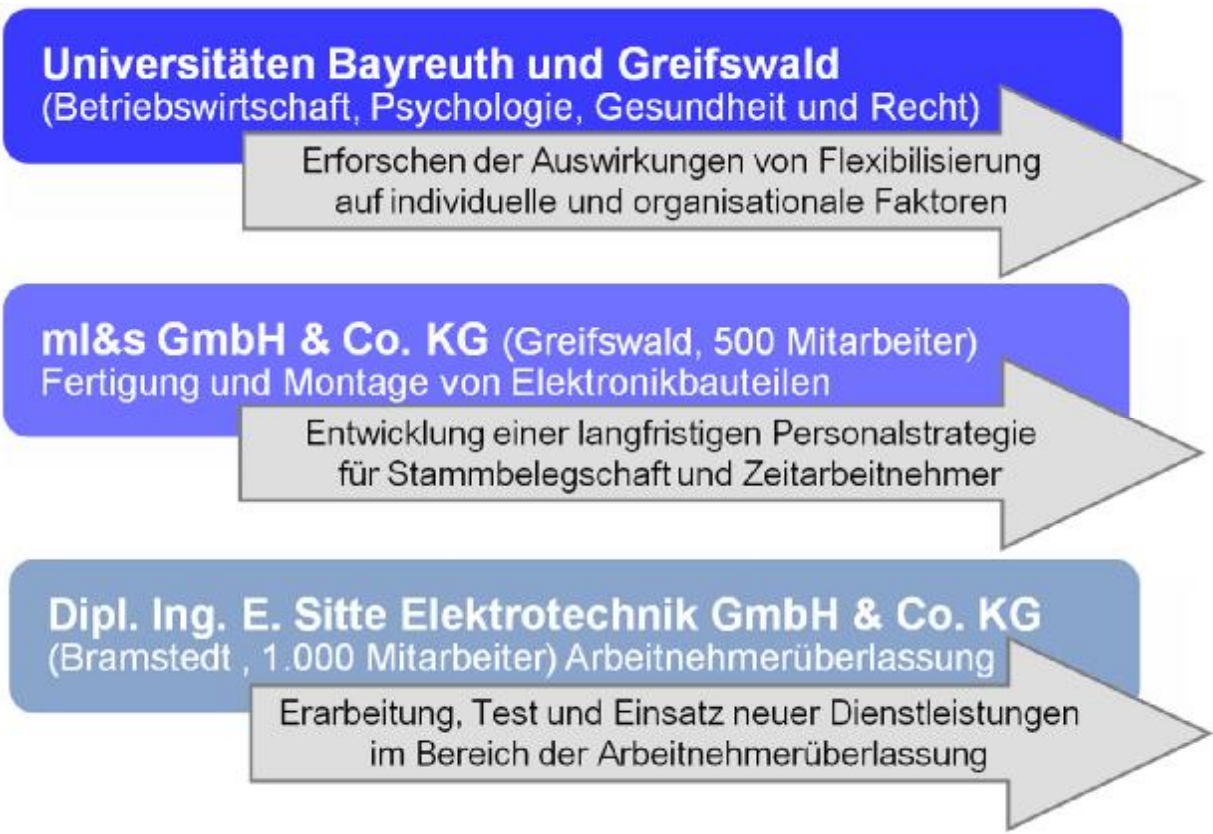 Universitäten Bayreuth und Greifswald
(Betriebswirtschaft, Psychologie, Gesundheit und Recht)
Erforschen der Auswirkungen von Flexibilisierung
auf individuelle und organisationale Faktoren
ml&s GmbH & Co. KG (Greifswald, 500 Mitarbeiter)
Fertigung und Montage von Elektronikbauteilen
Entwicklung einer langfristigen Personalstrategie
für Stammbelegschaft und Zeitarbeitnehmer
Dipl. Ing. E. Sitte Elektrotechnik GmbH & Co. KG
(Bramstedt , 1.000 Mitarbeiter) Arbeitnehmerüberlassung
Erarbeitung, Test und Einsatz neuer Dienstleistungen
im Bereich der Arbeitnehmerüberlassung